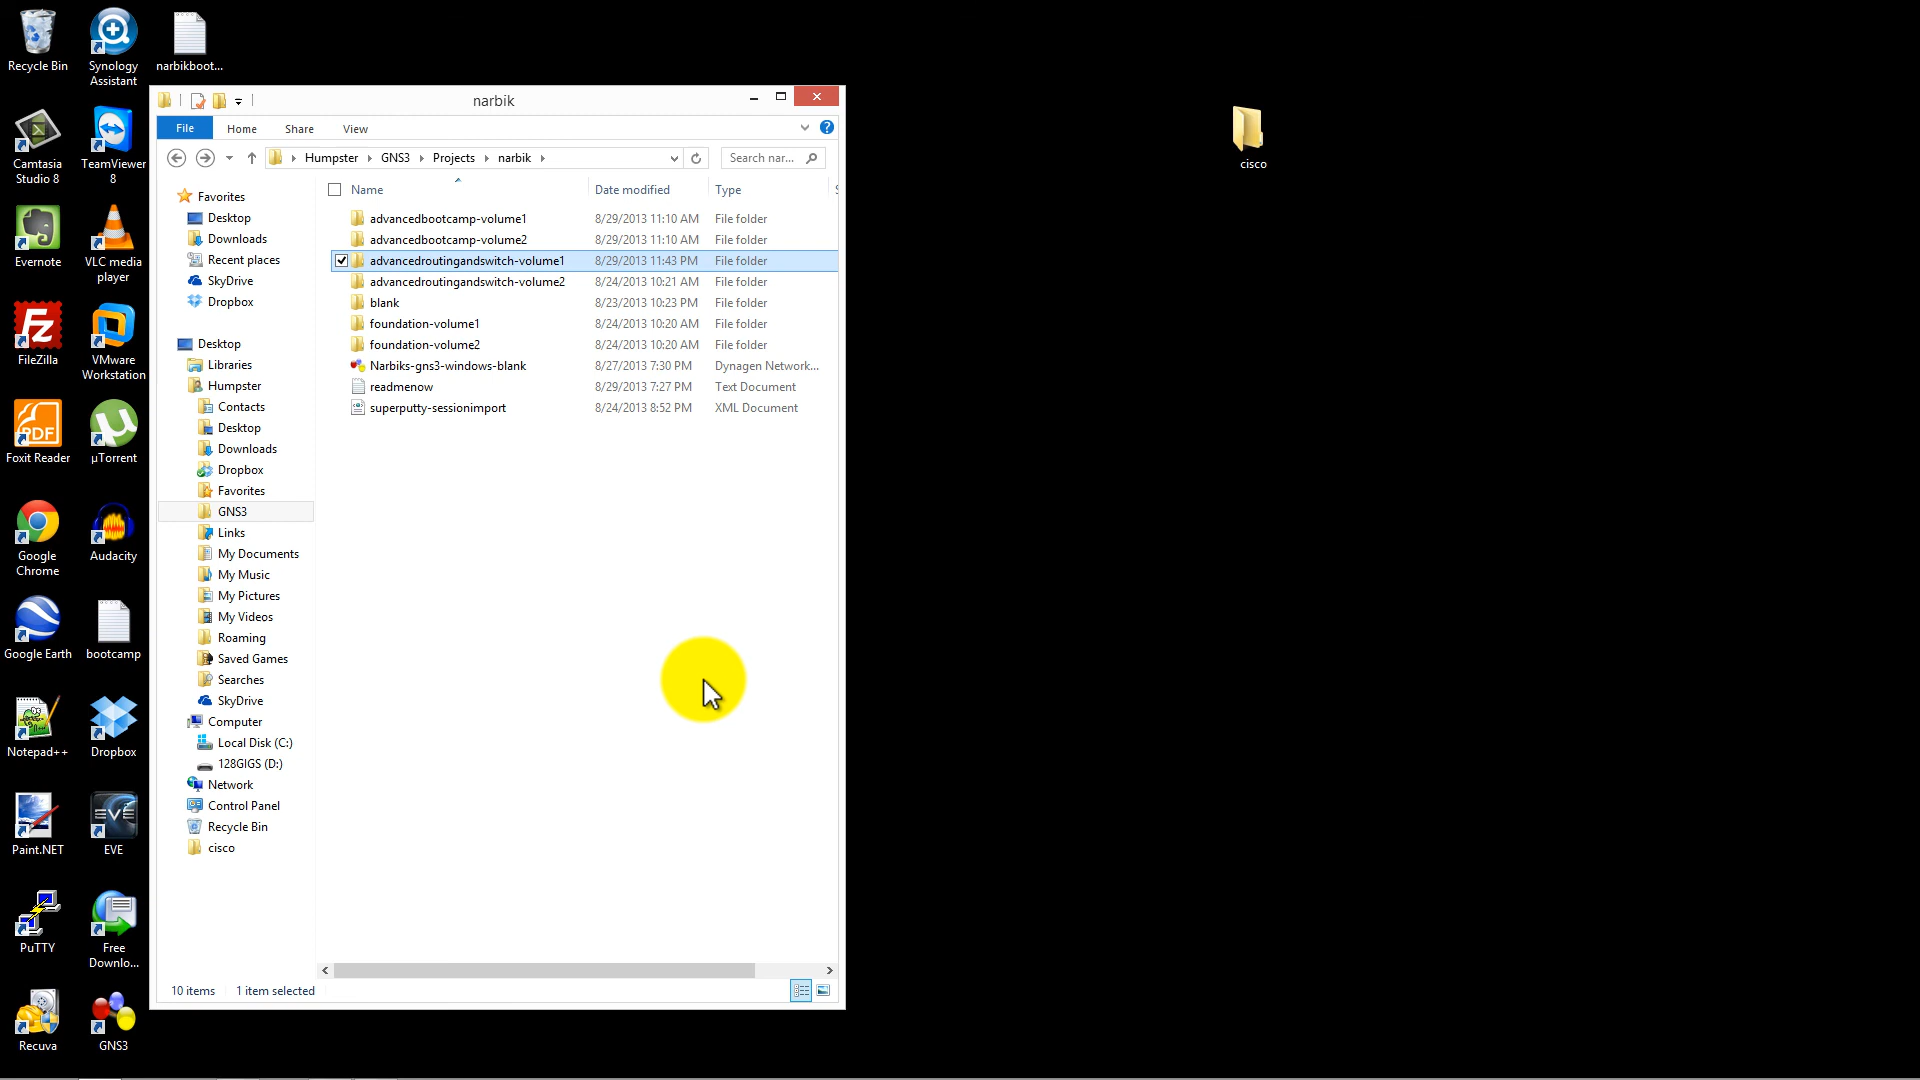 Recycle Bin
Synology
Assistant
narbikboot...
Camtasia
Studio 8
TeamViewer
8
Evernote
VLC media
player
FileZilla
VMware
Workstation
Foxit Reader
µTorrent
Google
Chrome
Audacity
Google Earth
bootcamp
Notepad++
Dropbox
Paint.NET
EVE
PuTTY
Free
Downlo...
Recuva
GNS3
narbik
File Home Share View
Humpster GNS3 Projects narbik
Search nar...
Favorites
Desktop
Downloads
Recent places
SkyDrive
Dropbox
Desktop
Libraries
Humpster
Contacts
Desktop
Downloads
Dropbox
Favorites
GNS3
Links
My Documents
My Music
My Pictures
My Videos
Roaming
Saved Games
Searches
SkyDrive
Computer
Local Disk (C:)
128GIGS (D:)
Network
Control Panel
Recycle Bin
cisco
Name Date modified Type
advancedbootcamp-volume1 8/29/2013 11:10 AM File folder
advancedbootcamp-volume2 8/29/2013 11:10 AM File folder
advancedroutingandswitch-volume1 8/29/2013 11:43 PM File folder
advancedroutingandswitch-volume2 8/24/2013 10:21 AM File folder
blank 8/23/2013 10:23 PM File folder
foundation-volume1 8/24/2013 10:20 AM File folder
foundation-volume2 8/24/2013 10:20 AM File folder
Narbiks-gns3-windows-blank 8/27/2013 7:30 PM Dynagen Network...
readmenow 8/29/2013 7:27 PM Text Document
superputty-sessionimport 8/24/2013 8:52 PM XML Document
10 items 1 item selected
cisco